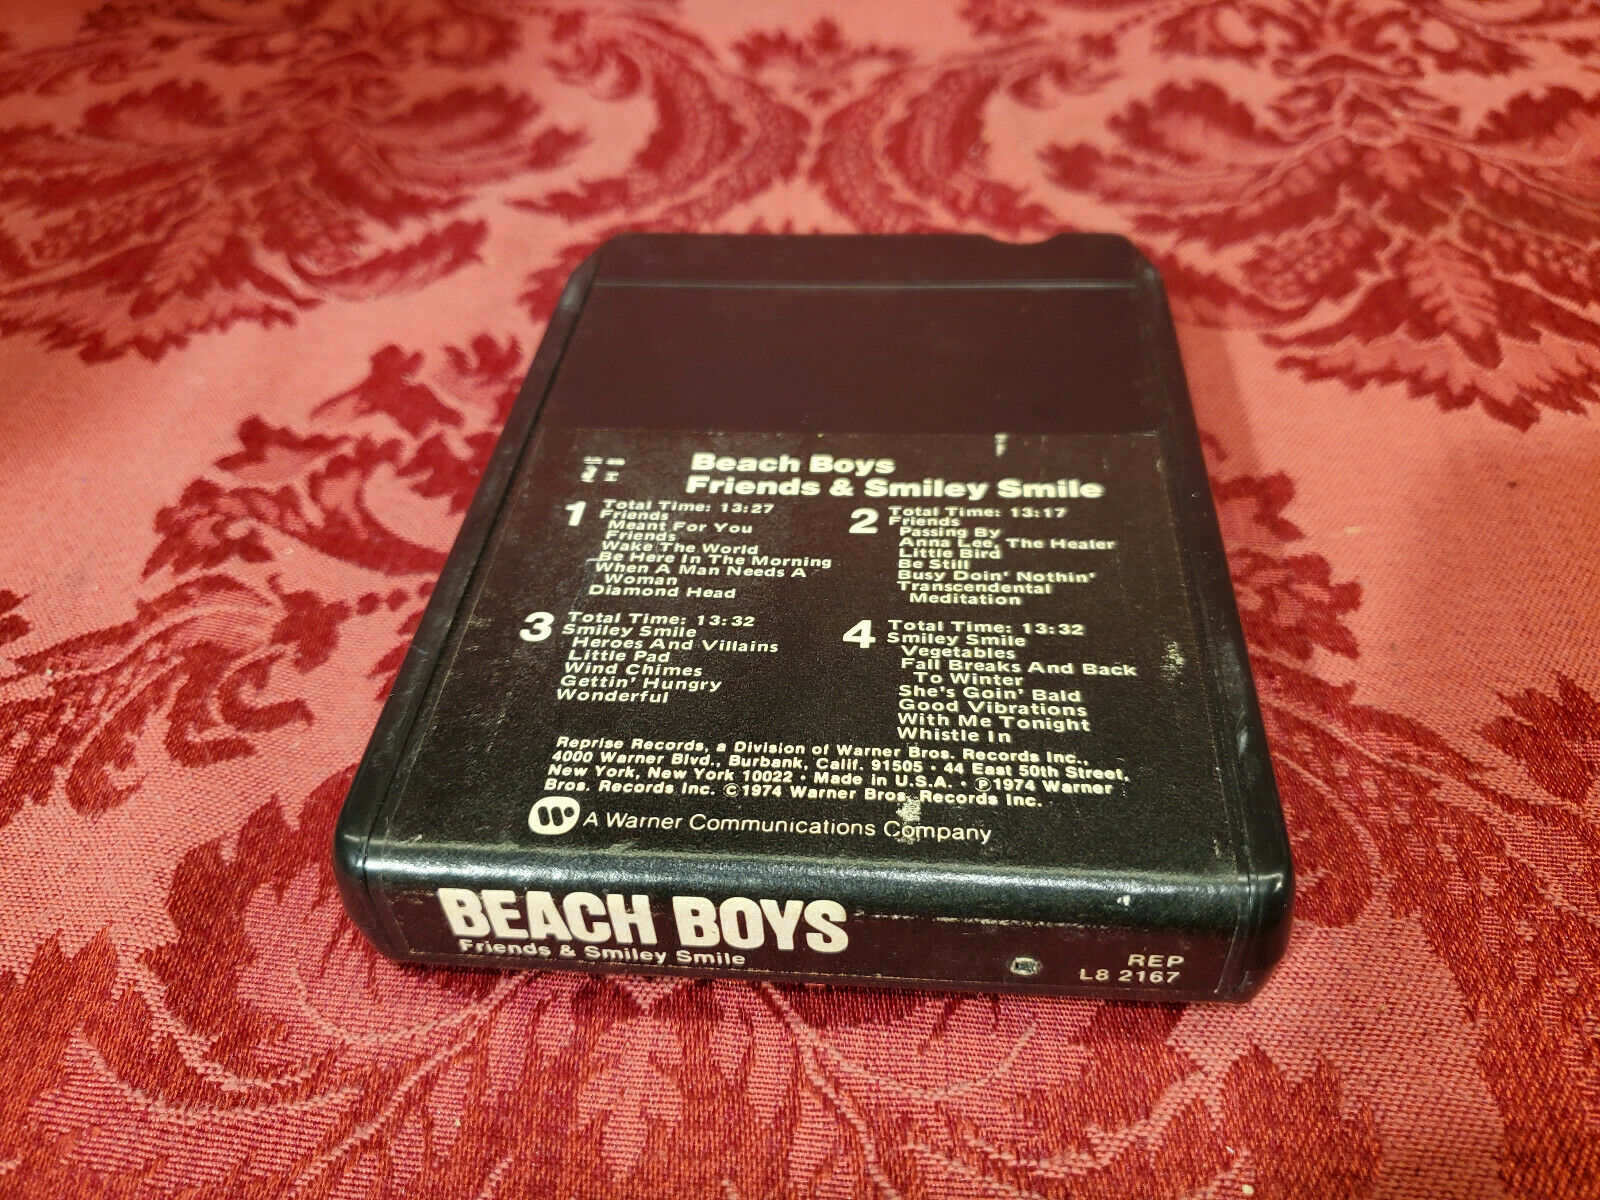 Beach Boys
Friends & Smiley Smile
1 Total Time: 13:27
Friends
Meant For You
Friends
Wake The World
Be Here In The Morning
When A Man Needs A
Woman
Diamond Head
2 Total Time: 13:17
Friends
Passing By
Anna Lee, The Healer
Little Bird
Be Still
Busy Doin' Nothin'
Transcendental
Meditation
3 Total Time: 13:32
Smiley Smile
Heroes And Villains
Little Pad
Wind Chimes
Gettin' Hungry
Wonderful
4 Total Time: 13:32
Smiley Smile
Vegetables
Fall Breaks And Back
To Winter
She's Goin' Bald
Good Vibrations
With Me Tonight
Whistle In
Reprise Records, a Division of Warner Bros. Records Inc.,
4000 Warner Blvd., Burbank, Calif. 91505 • 44 East 50th Street,
New York, New York 10022 • Made in U.S.A. • ℗1974 Warner
Bros. Records Inc. ©1974 Warner Bros. Records Inc.
A Warner Communications Company
BEACH BOYS
Friends & Smiley Smile
REP
L8 2167